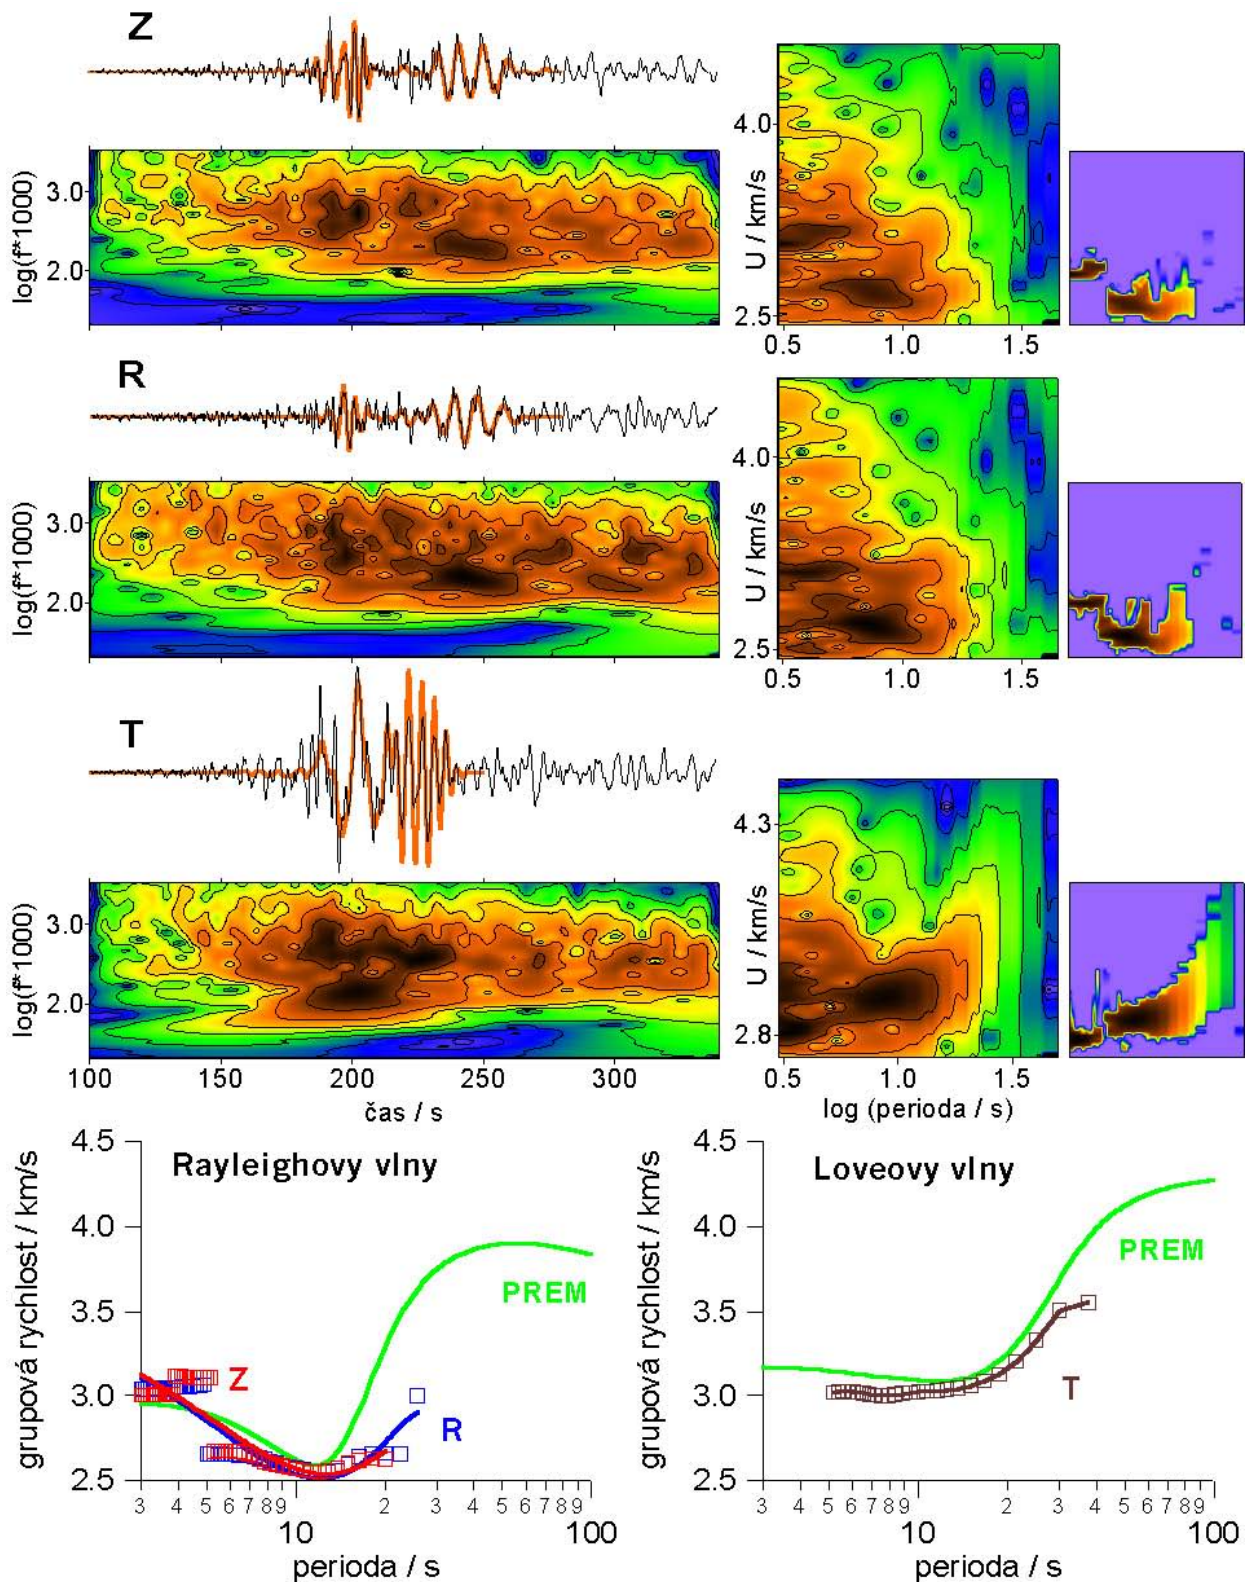 Z
log(f*1000)
3.0
2.0
U / km/s
4.0
2.5
0.5 1.0 1.5
R
log(f*1000)
3.0
2.0
U / km/s
4.0
2.5
0.5 1.0 1.5
T
log(f*1000)
3.0
2.0
100 150 200 250 300
čas / s
U / km/s
4.3
2.8
0.5 1.0 1.5
log (perioda / s)
Rayleighovy vlny
grupová rychlost / km/s
4.5
4.0
3.5
3.0
2.5
PREM
Z
R
3 4 5 6 7 8 9 2 3 4 5 6 7 8 9
10 100
perioda / s
Loveovy vlny
grupová rychlost / km/s
4.5
4.0
3.5
3.0
2.5
PREM
T
3 4 5 6 7 8 9 2 3 4 5 6 7 8 9
10 100
perioda / s